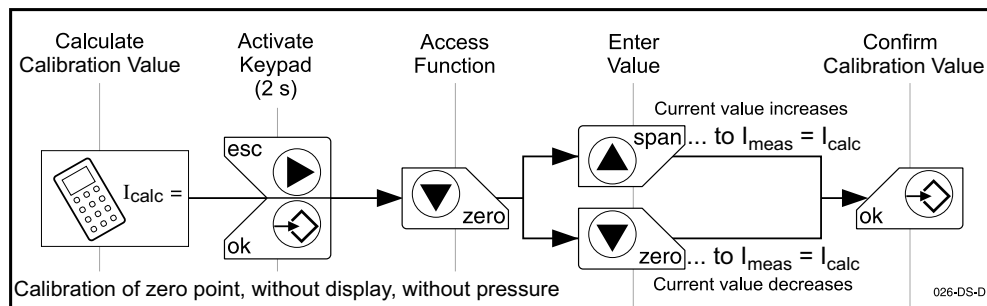 Calculate
Calibration Value
Activate
Keypad
(2 s)
Access
Function
Enter
Value
Confirm
Calibration Value
Current value increases
esc
span ... to Imeas = Icalc
Icalc =
zero
ok
ok
zero ... to Imeas = Icalc
Current value decreases
Calibration of zero point, without display, without pressure
026-DS-D